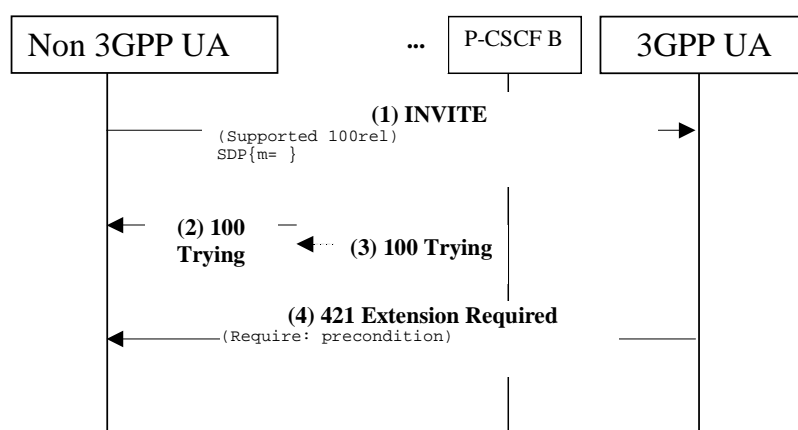 Non 3GPP UA
...
P-CSCF B
3GPP UA
(1) INVITE
(Supported 100rel)
SDP{m= }
(2) 100
Trying
(3) 100 Trying
(4) 421 Extension Required
(Require: precondition)